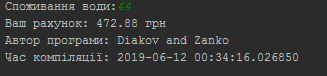 Споживання води:44
Ваш рахунок: 472.88 грн
Автор програми: Diakov and Zanko
Час компіляції: 2019-06-12 00:34:16.026850